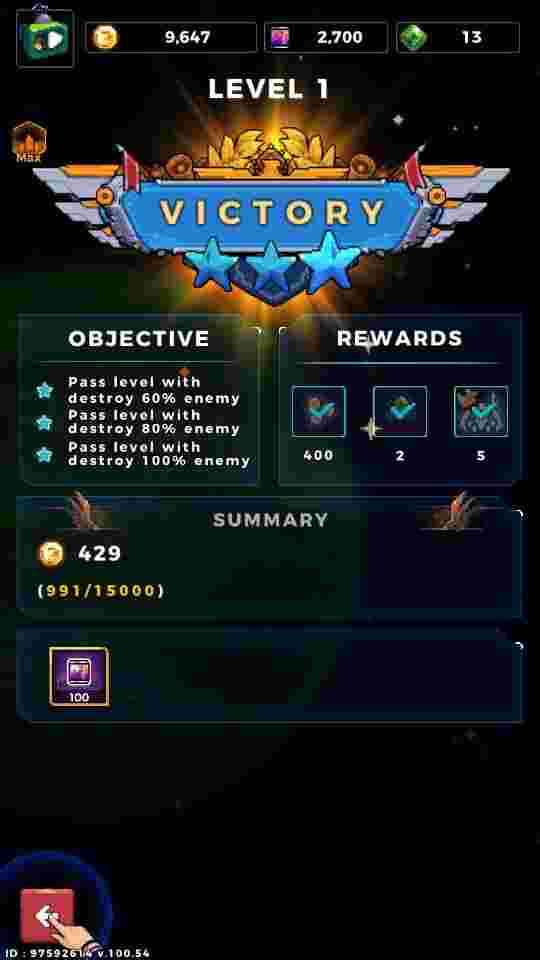 9,647
2,700
13
LEVEL 1
Max
VICTORY
OBJECTIVE
Pass level with
destroy 60% enemy
Pass level with
destroy 80% enemy
Pass level with
destroy 100% enemy
REWARDS
400
2
5
SUMMARY
429
(991/15000)
100
ID : 97592614 v.100.54